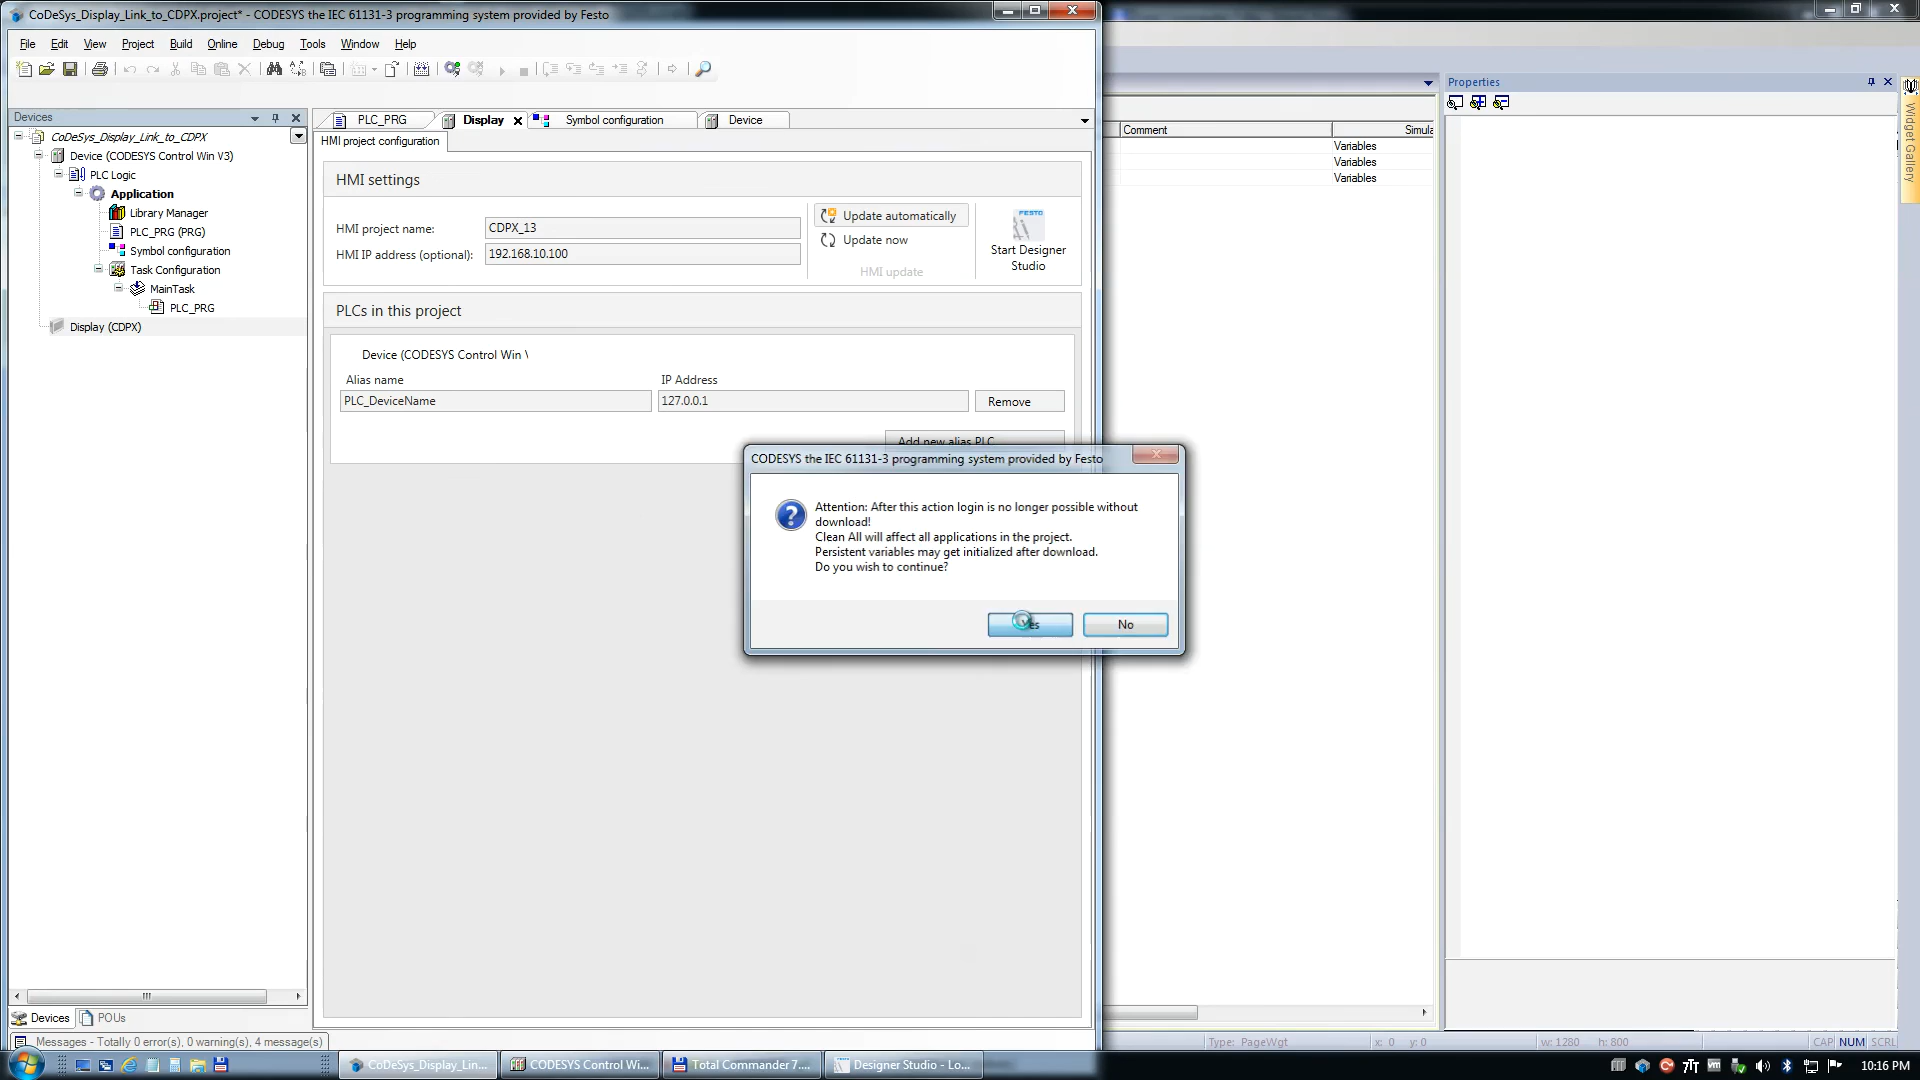 CoDeSys_Display_Link_to_CDPX.project* - CODESYS the IEC 61131-3 programming system provided by Festo
File Edit View Project Build Online Debug Tools Window Help
Devices
CoDeSys_Display_Link_to_CDPX
Device (CODESYS Control Win V3)
PLC Logic
Application
Library Manager
PLC_PRG (PRG)
Symbol configuration
Task Configuration
MainTask
PLC_PRG
Display (CDPX)
Devices POUs
Messages - Totally 0 error(s), 0 warning(s), 4 message(s)
PLC_PRG Display Symbol configuration Device
HMI project configuration
HMI settings
HMI project name: CDPX_13
HMI IP address (optional): 192.168.10.100
Update automatically
Update now
HMI update
FESTO
Start Designer
Studio
PLCs in this project
Device (CODESYS Control Win \
Alias name IP Address
PLC_DeviceName 127.0.0.1 Remove
Add new alias PLC
CODESYS the IEC 61131-3 programming system provided by Festo
Attention: After this action login is no longer possible without
download!
Clean All will affect all applications in the project.
Persistent variables may get initialized after download.
Do you wish to continue?
Yes No
Comment Simula
Variables
Variables
Variables
Properties
Widget Gallery
Type: PageWgt x: 0 y: 0 w: 1280 h: 800 CAP NUM SCRL
CoDeSys_Display_Lin... CODESYS Control Wi... Total Commander 7.... Designer Studio - Lo... 10:16 PM